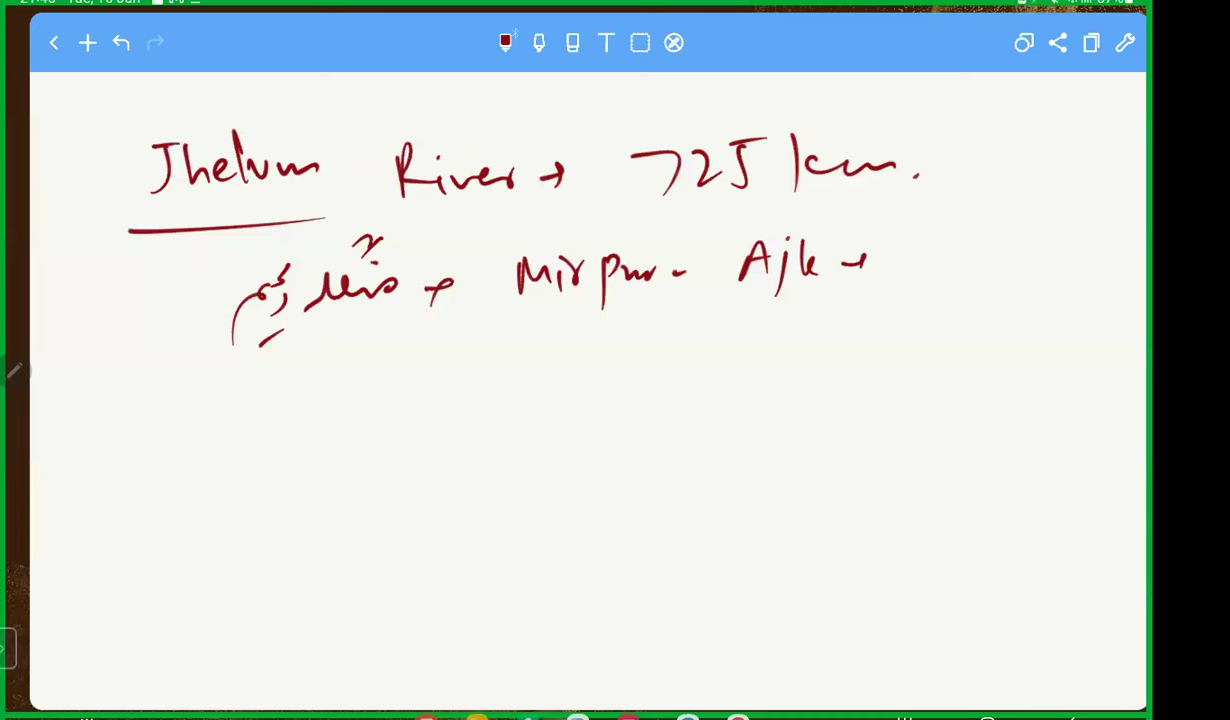 Jhelum River → 725 km.
→ Mirpur - Ajk →